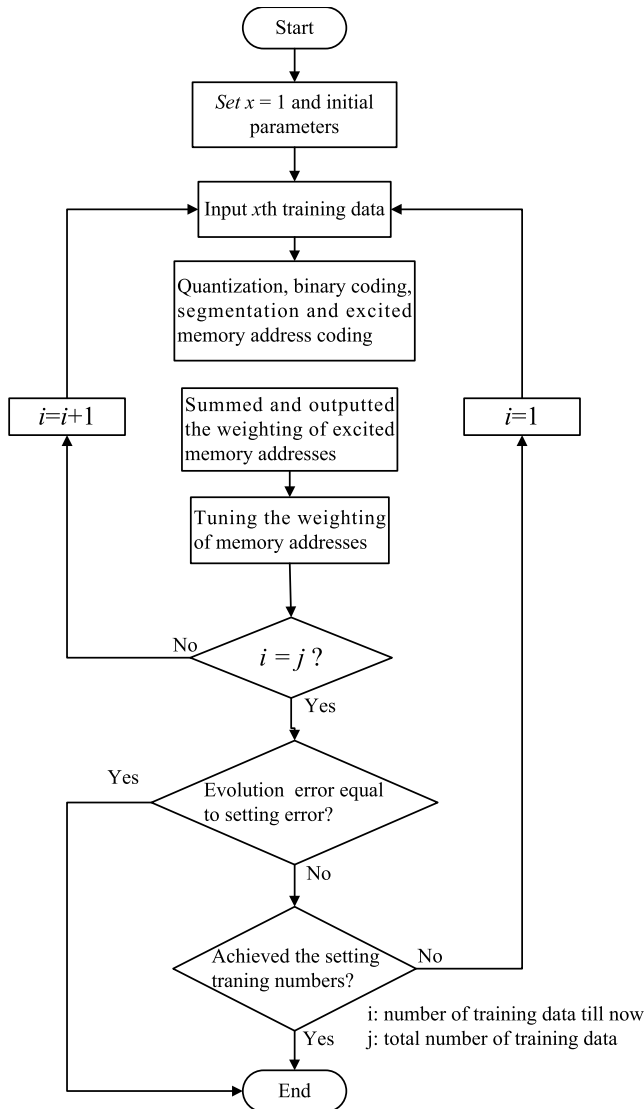 Start
Set x = 1 and initial
parameters
Input xth training data
Quantization, binary coding,
segmentation and excited
memory address coding
i=i+1
Summed and outputted
the weighting of excited
memory addresses
i=1
Tuning the weighting
of memory addresses
No
i = j ?
Yes
Yes
Evolution error equal
to setting error?
No
Achieved the setting
traning numbers?
No
i: number of training data till now
Yes
j: total number of training data
End